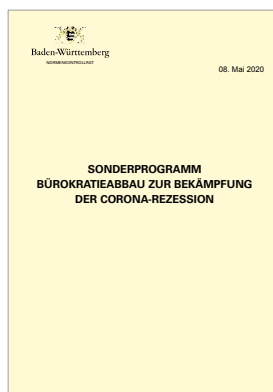 Baden-Württemberg
NORMENKONTROLLRAT
08. Mai 2020
SONDERPROGRAMM
BÜROKRATIEABBAU ZUR BEKÄMPFUNG
DER CORONA-REZESSION